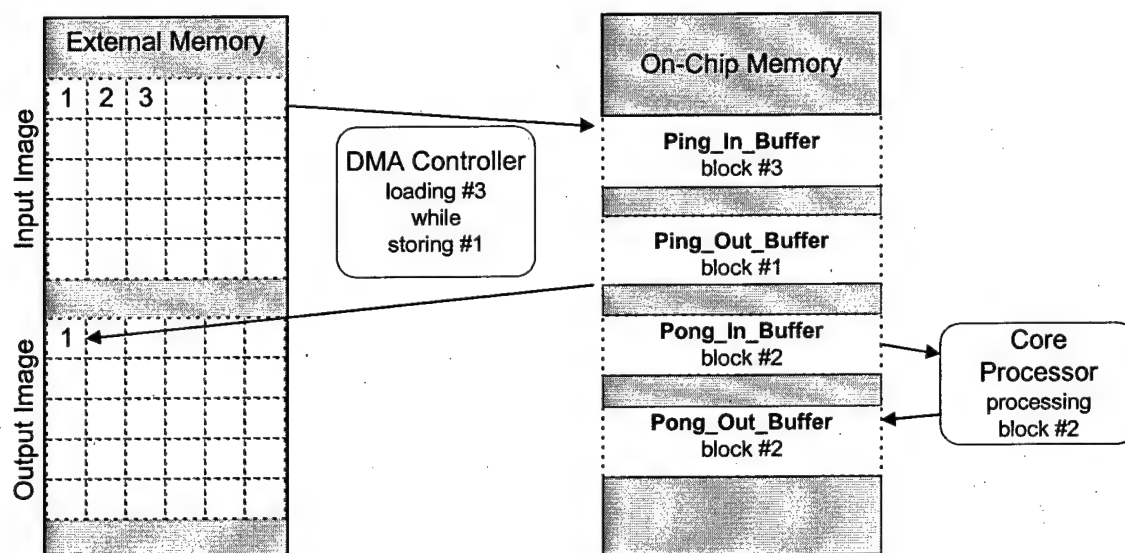 External Memory
Input Image
1 2 3
Output Image
1
DMA Controller
loading #3
while
storing #1
On-Chip Memory
Ping_In_Buffer
block #3
Ping_Out_Buffer
block #1
Pong_In_Buffer
block #2
Pong_Out_Buffer
block #2
Core
Processor
processing
block #2